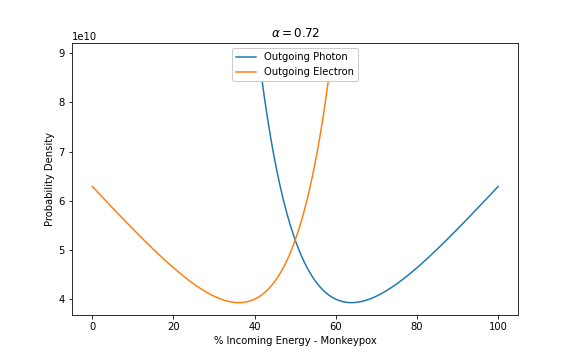 α = 0.72
1e10
Outgoing Photon
Outgoing Electron
9
8
7
6
5
4
Probability Density
0 20 40 60 80 100
% Incoming Energy - Monkeypox